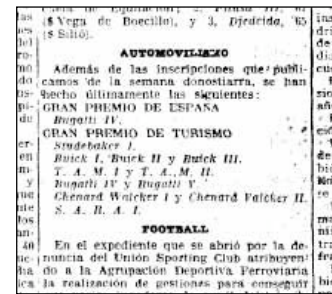 ($ Vega de Boecillo), y 3, Djedcida, 65
($ Siltó).
AUTOMOVILISMO
Además de las inscripciones que publi-
camos de la semana donostiarra, se han
hecho últimamente las siguientes:
GRAN PREMIO DE ESPAÑA
Bugatti IV.
GRAN PREMIO DE TURISMO
Studebaker I.
Buick I, Buick II y Buick III.
T. A. M. I y T. A. M. II.
Bugatti IV y Bugatti V.
Chenard Walcker I y Chenard Valcker II.
S. A. R. A. I.
FOOTBALL
En el expediente que se abrió por la de-
nuncia del Unión Sporting Club atribuyen
do a la Agrupación Deportiva Ferroviaria
la realización de gestiones para conseguir